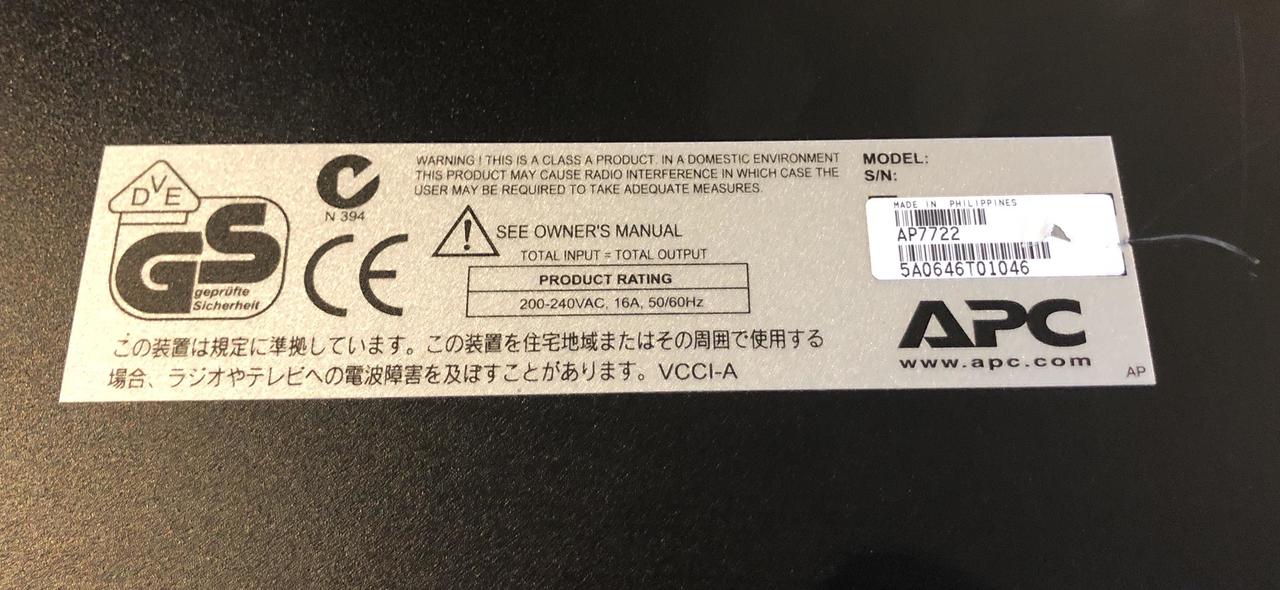 DVE
GS
geprüfte
Sicherheit
N 394
WARNING ! THIS IS A CLASS A PRODUCT. IN A DOMESTIC ENVIRONMENT
THIS PRODUCT MAY CAUSE RADIO INTERFERENCE IN WHICH CASE THE
USER MAY BE REQUIRED TO TAKE ADEQUATE MEASURES.
CE
SEE OWNER'S MANUAL
TOTAL INPUT = TOTAL OUTPUT
PRODUCT RATING
200-240VAC, 16A, 50/60Hz
この装置は規定に準拠しています。この装置を住宅地域またはその周囲で使用する
場合、ラジオやテレビへの電波障害を及ぼすことがあります。VCCI-A
MODEL:
S/N:
MADE IN PHILIPPINES
AP7722
5A0646T01046
APC
www.apc.com
AP